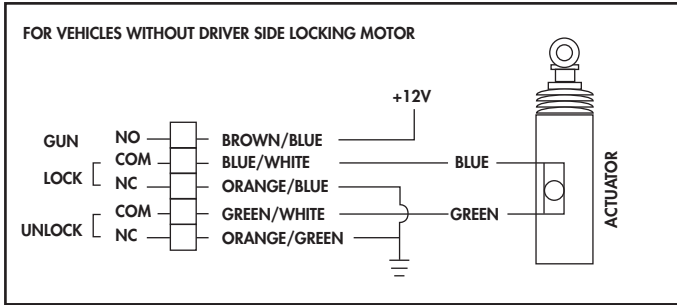 FOR VEHICLES WITHOUT DRIVER SIDE LOCKING MOTOR
+12V
GUN NO BROWN/BLUE
LOCK COM BLUE/WHITE BLUE
NC ORANGE/BLUE
UNLOCK COM GREEN/WHITE GREEN
NC ORANGE/GREEN
ACTUATOR